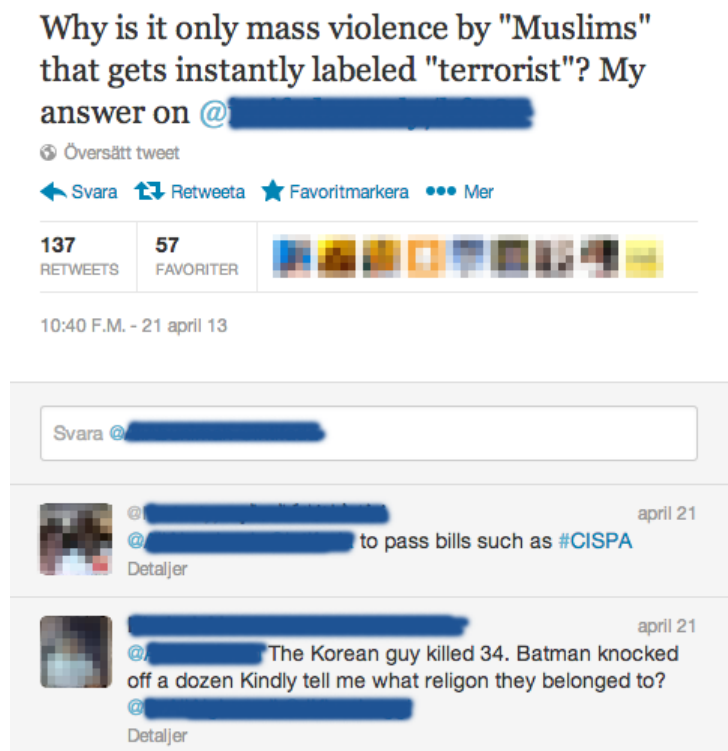 Why is it only mass violence by "Muslims"
that gets instantly labeled "terrorist"? My
answer on @
Översätt tweet
Svara Retweeta Favoritmarkera Mer
137 57
RETWEETS FAVORITER
10:40 F.M. - 21 april 13
Svara @
@ april 21
@ to pass bills such as #CISPA
Detaljer
april 21
@ The Korean guy killed 34. Batman knocked
off a dozen Kindly tell me what religon they belonged to?
@
Detaljer